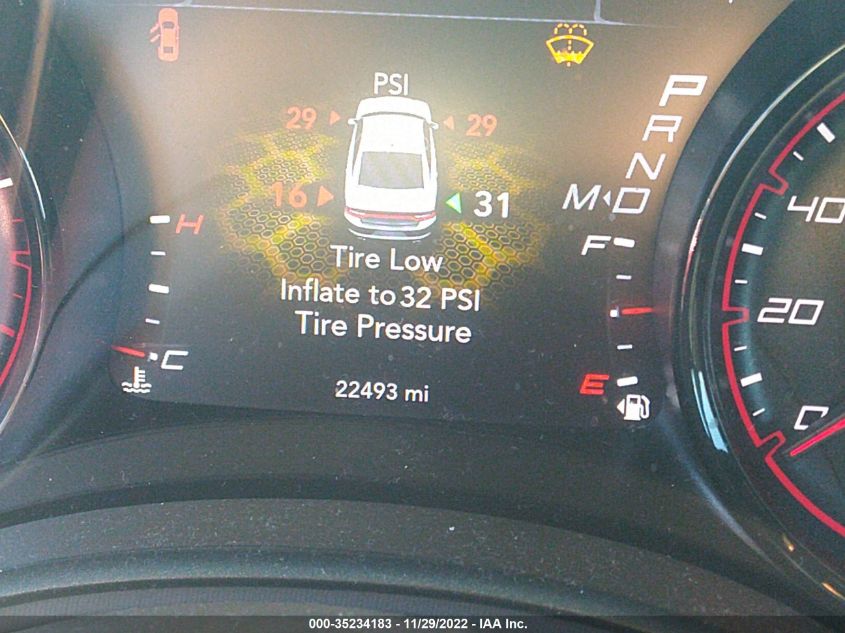 PSI
29 29
16 31
Tire Low
Inflate to 32 PSI
Tire Pressure
22493 mi
H
C
P
R
N
M D
F
E
40
20
0
000-35234183 - 11/29/2022 - IAA Inc.